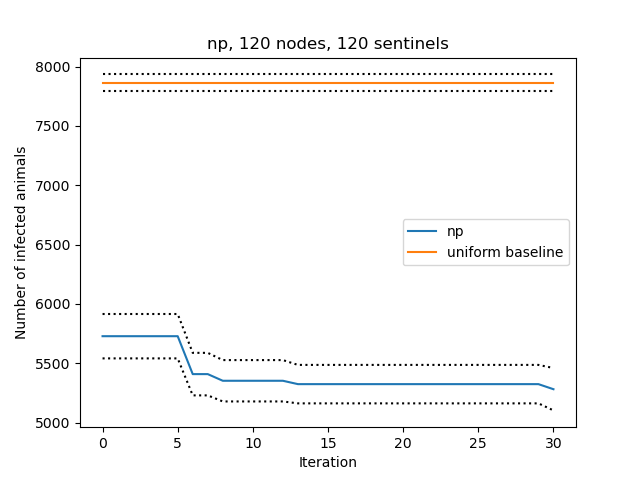 np, 120 nodes, 120 sentinels
Number of infected animals
8000
7500
7000
6500
6000
5500
5000
np
uniform baseline
0 5 10 15 20 25 30
Iteration